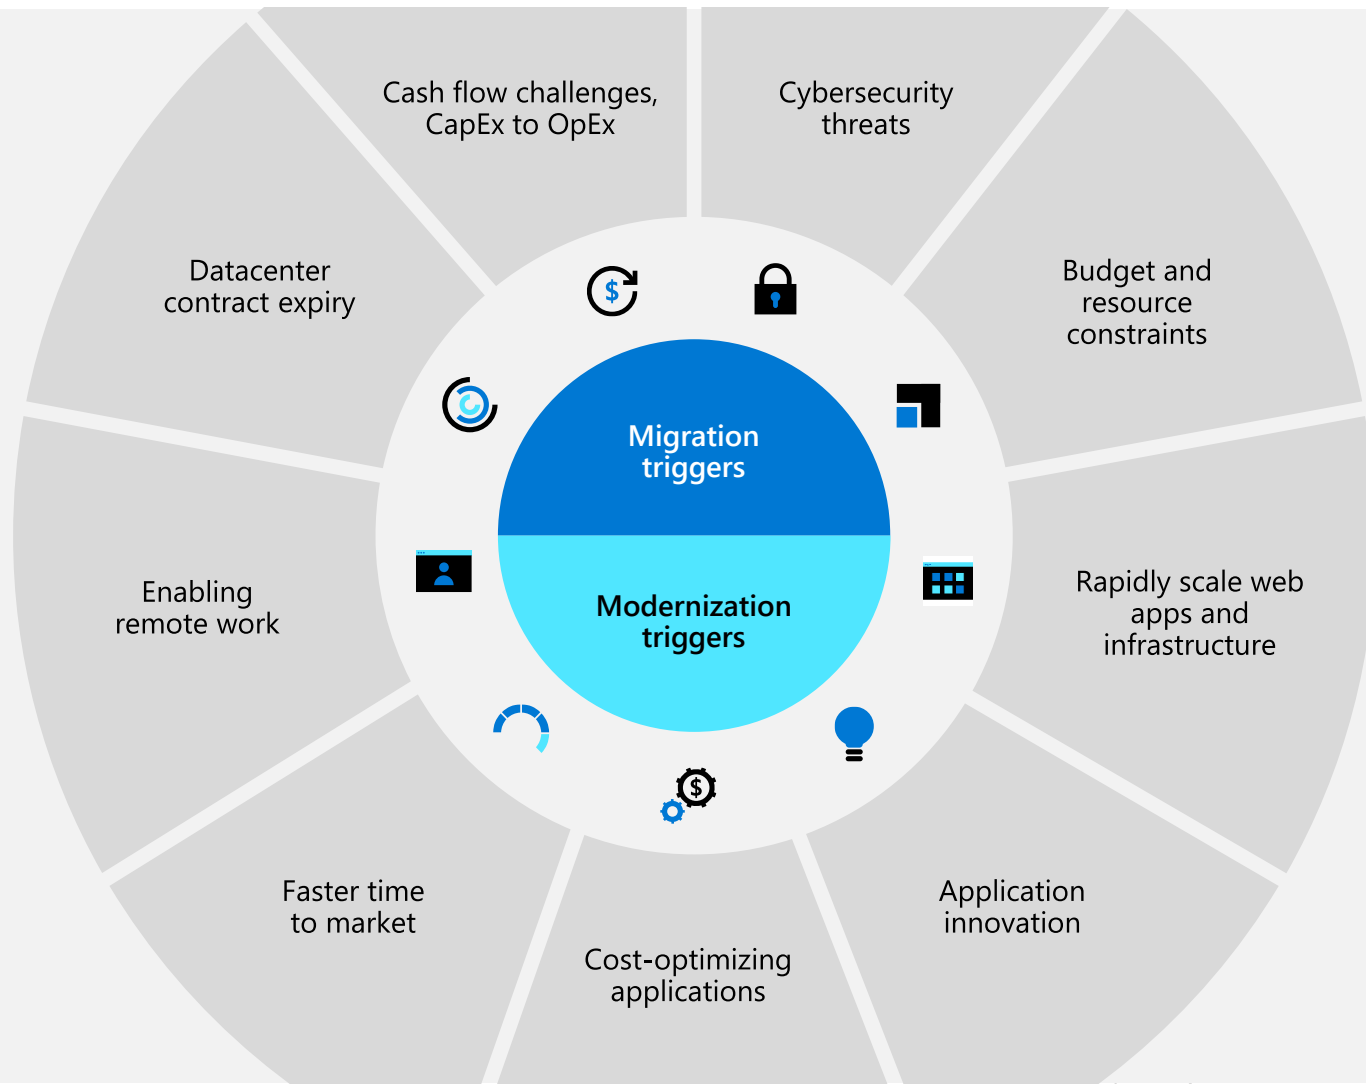 Cash flow challenges,
CapEx to OpEx
Cybersecurity
threats
Datacenter
contract expiry
Budget and
resource
constraints
$
Migration
triggers
Modernization
triggers
Enabling
remote work
Rapidly scale web
apps and
infrastructure
$
Faster time
to market
Application
innovation
Cost-optimizing
applications